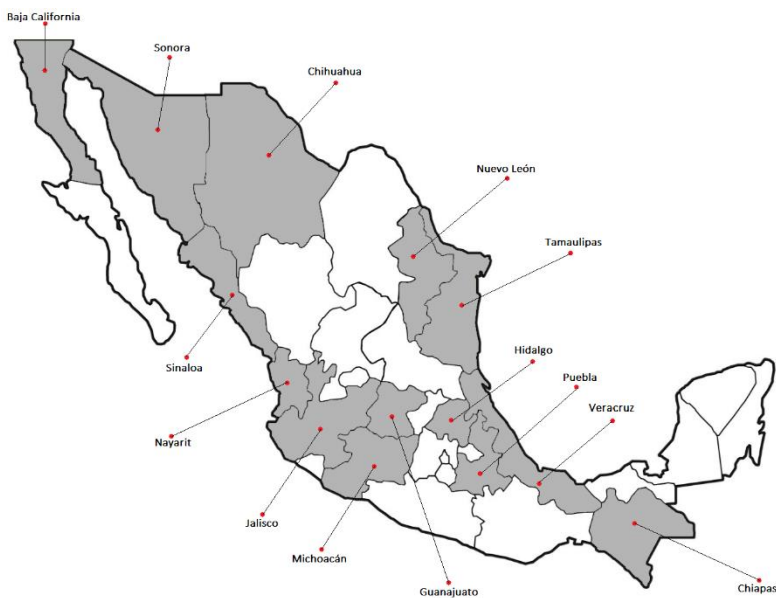 Baja California
Sonora
Chihuahua
Nuevo León
Tamaulipas
Hidalgo
Sinaloa
Puebla
Veracruz
Nayarit
Jalisco
Michoacán
Guanajuato
Chiapas